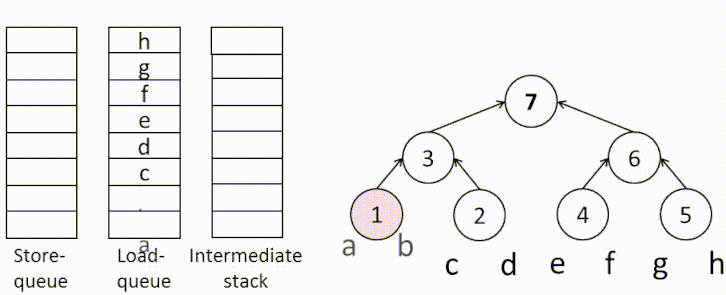 h
g
f
e
d
c
a
Store-
queue
Load-
queue
Intermediate
stack
7
3
6
1
2
4
5
a b
c d e f g h